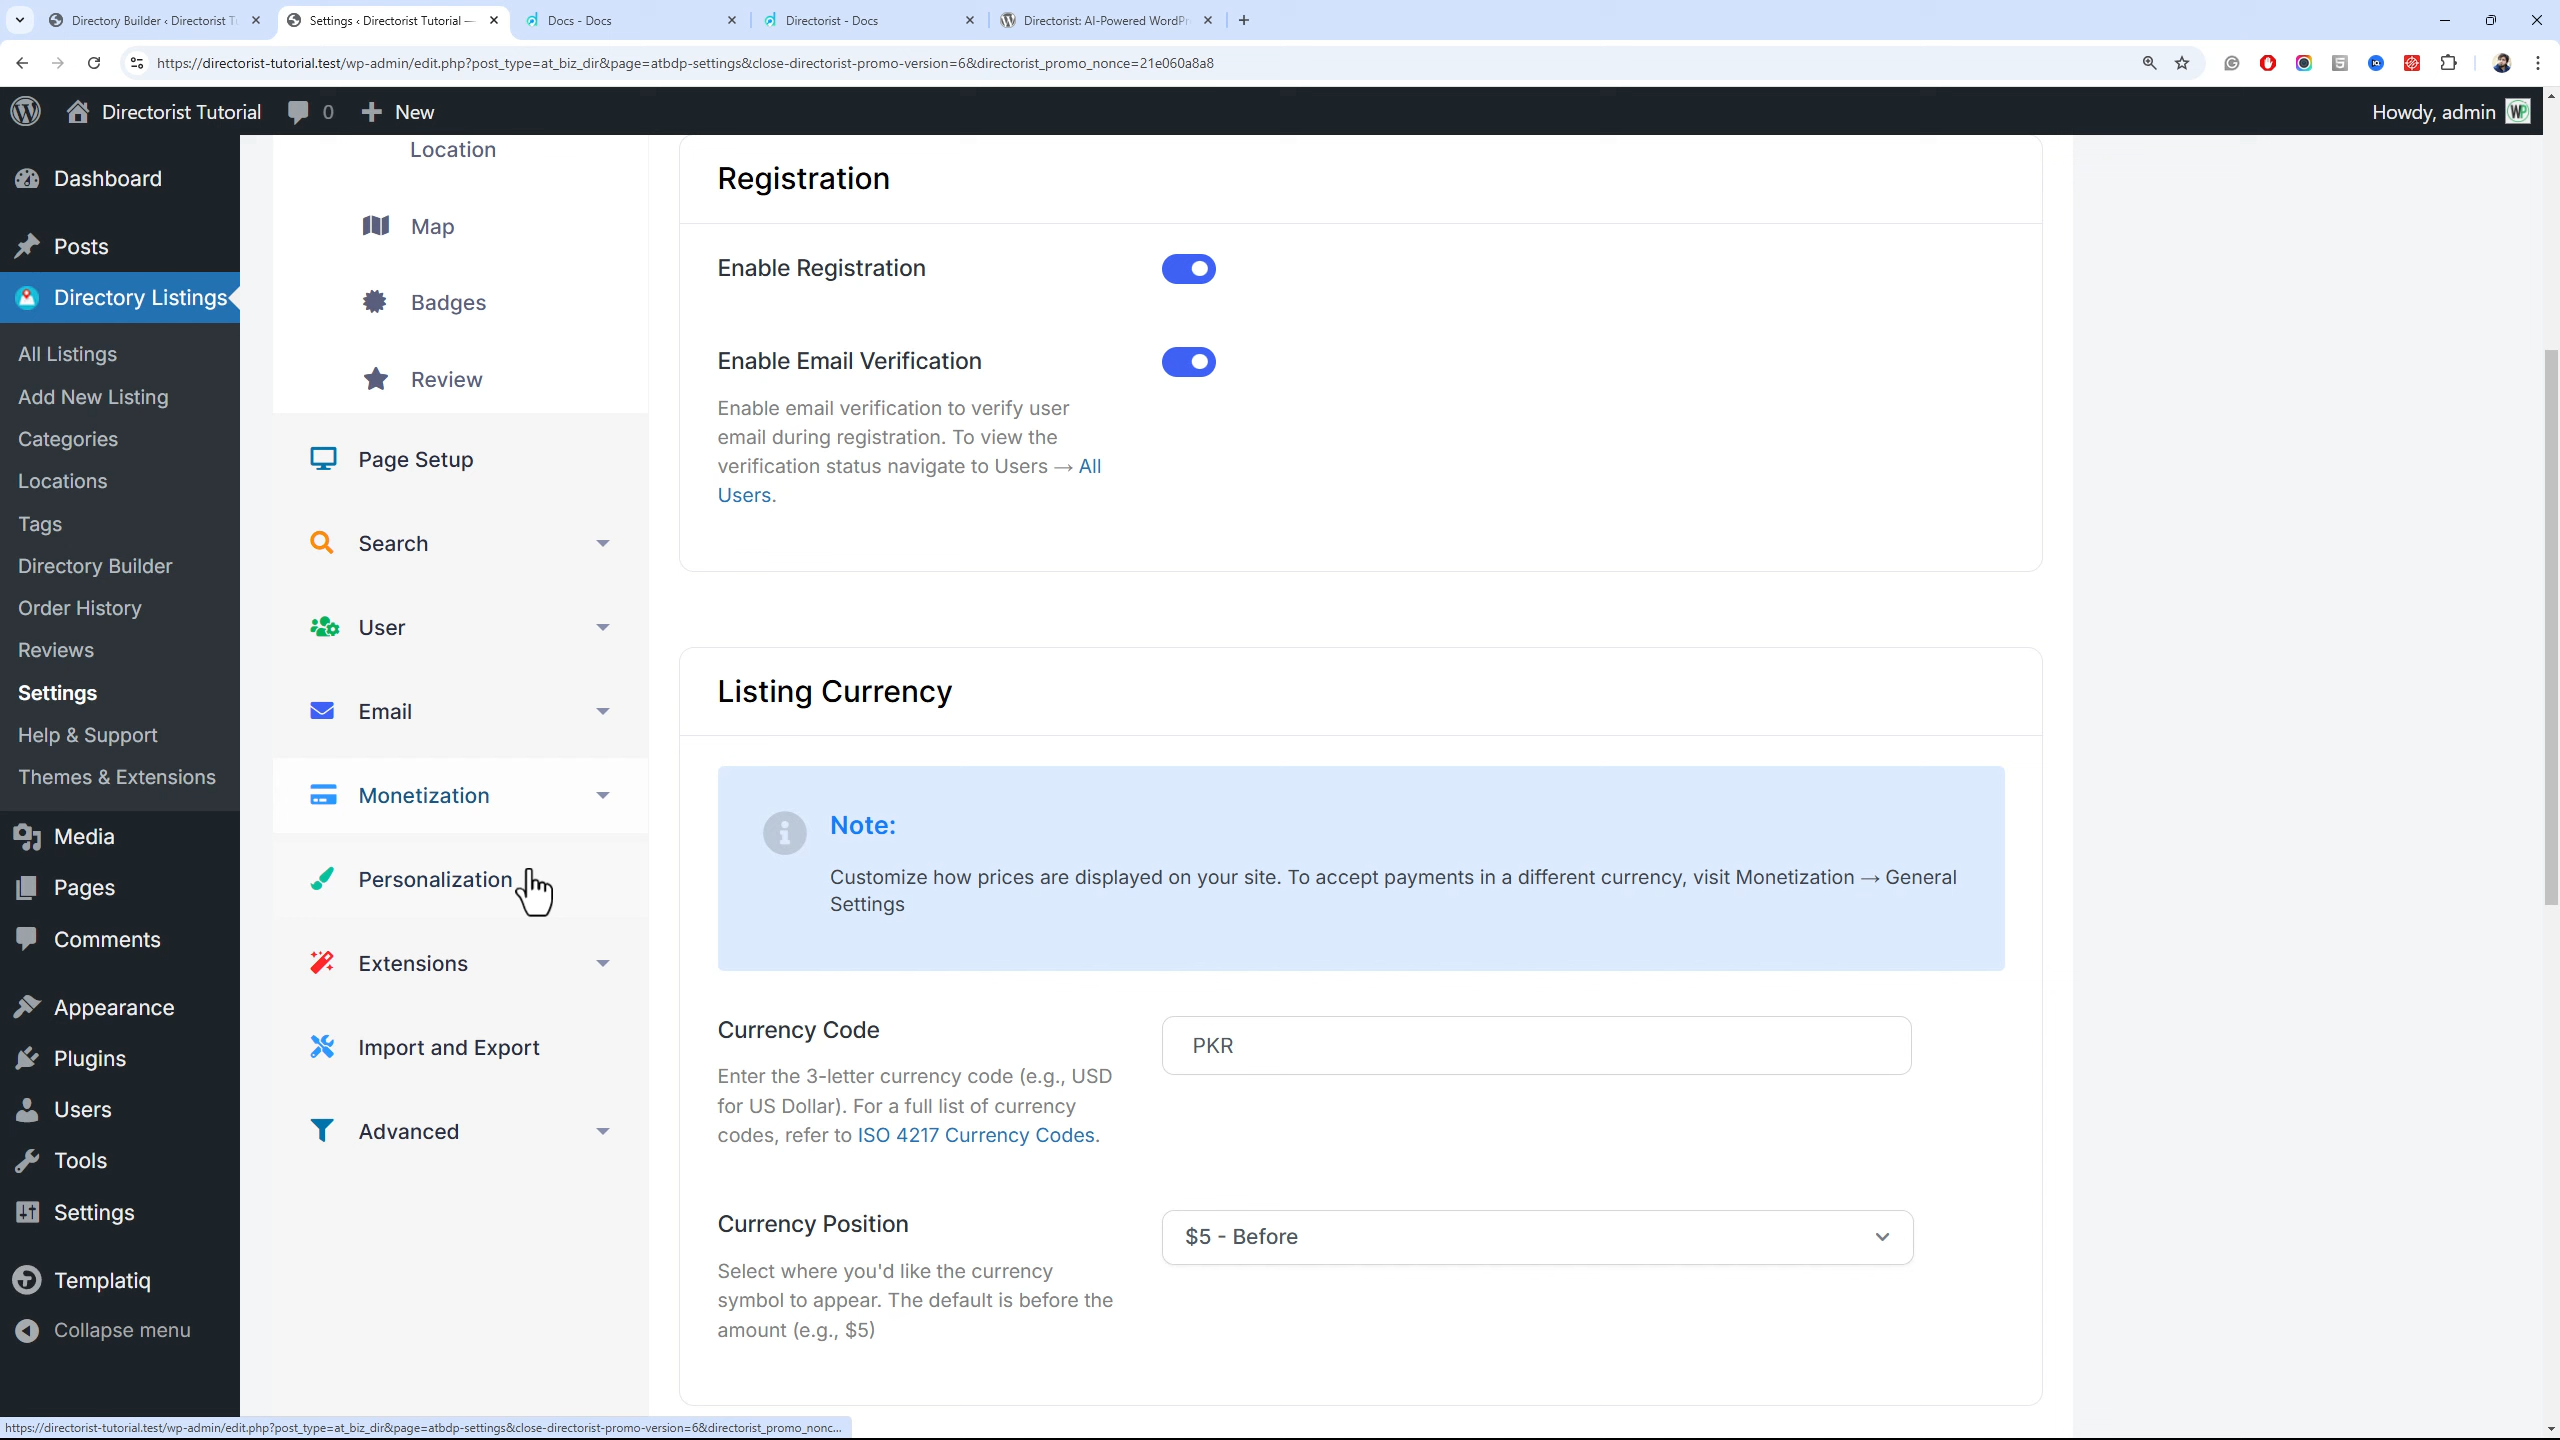 Directory Builder ‹ Directorist Tu
Settings ‹ Directorist Tutorial —
Docs - Docs
Directorist - Docs
Directorist: AI-Powered WordPr
https://directorist-tutorial.test/wp-admin/edit.php?post_type=at_biz_dir&page=atbdp-settings&close-directorist-promo-version=6&directorist_promo_nonce=21e060a8a8
Directorist Tutorial
0
New
Howdy, admin
Dashboard
Posts
Directory Listings
All Listings
Add New Listing
Categories
Locations
Tags
Directory Builder
Order History
Reviews
Settings
Help & Support
Themes & Extensions
Media
Pages
Comments
Appearance
Plugins
Users
Tools
Settings
Templatiq
Collapse menu
Location
Map
Badges
Review
Page Setup
Search
User
Email
Monetization
Personalization
Extensions
Import and Export
Advanced
Registration
Enable Registration
Enable Email Verification
Enable email verification to verify user
email during registration. To view the
verification status navigate to Users → All
Users.
Listing Currency
Note:
Customize how prices are displayed on your site. To accept payments in a different currency, visit Monetization → General
Settings
Currency Code
PKR
Enter the 3-letter currency code (e.g., USD
for US Dollar). For a full list of currency
codes, refer to ISO 4217 Currency Codes.
Currency Position
$5 - Before
Select where you'd like the currency
symbol to appear. The default is before the
amount (e.g., $5)
https://directorist-tutorial.test/wp-admin/edit.php?post_type=at_biz_dir&page=atbdp-settings&close-directorist-promo-version=6&directorist_promo_nonc...